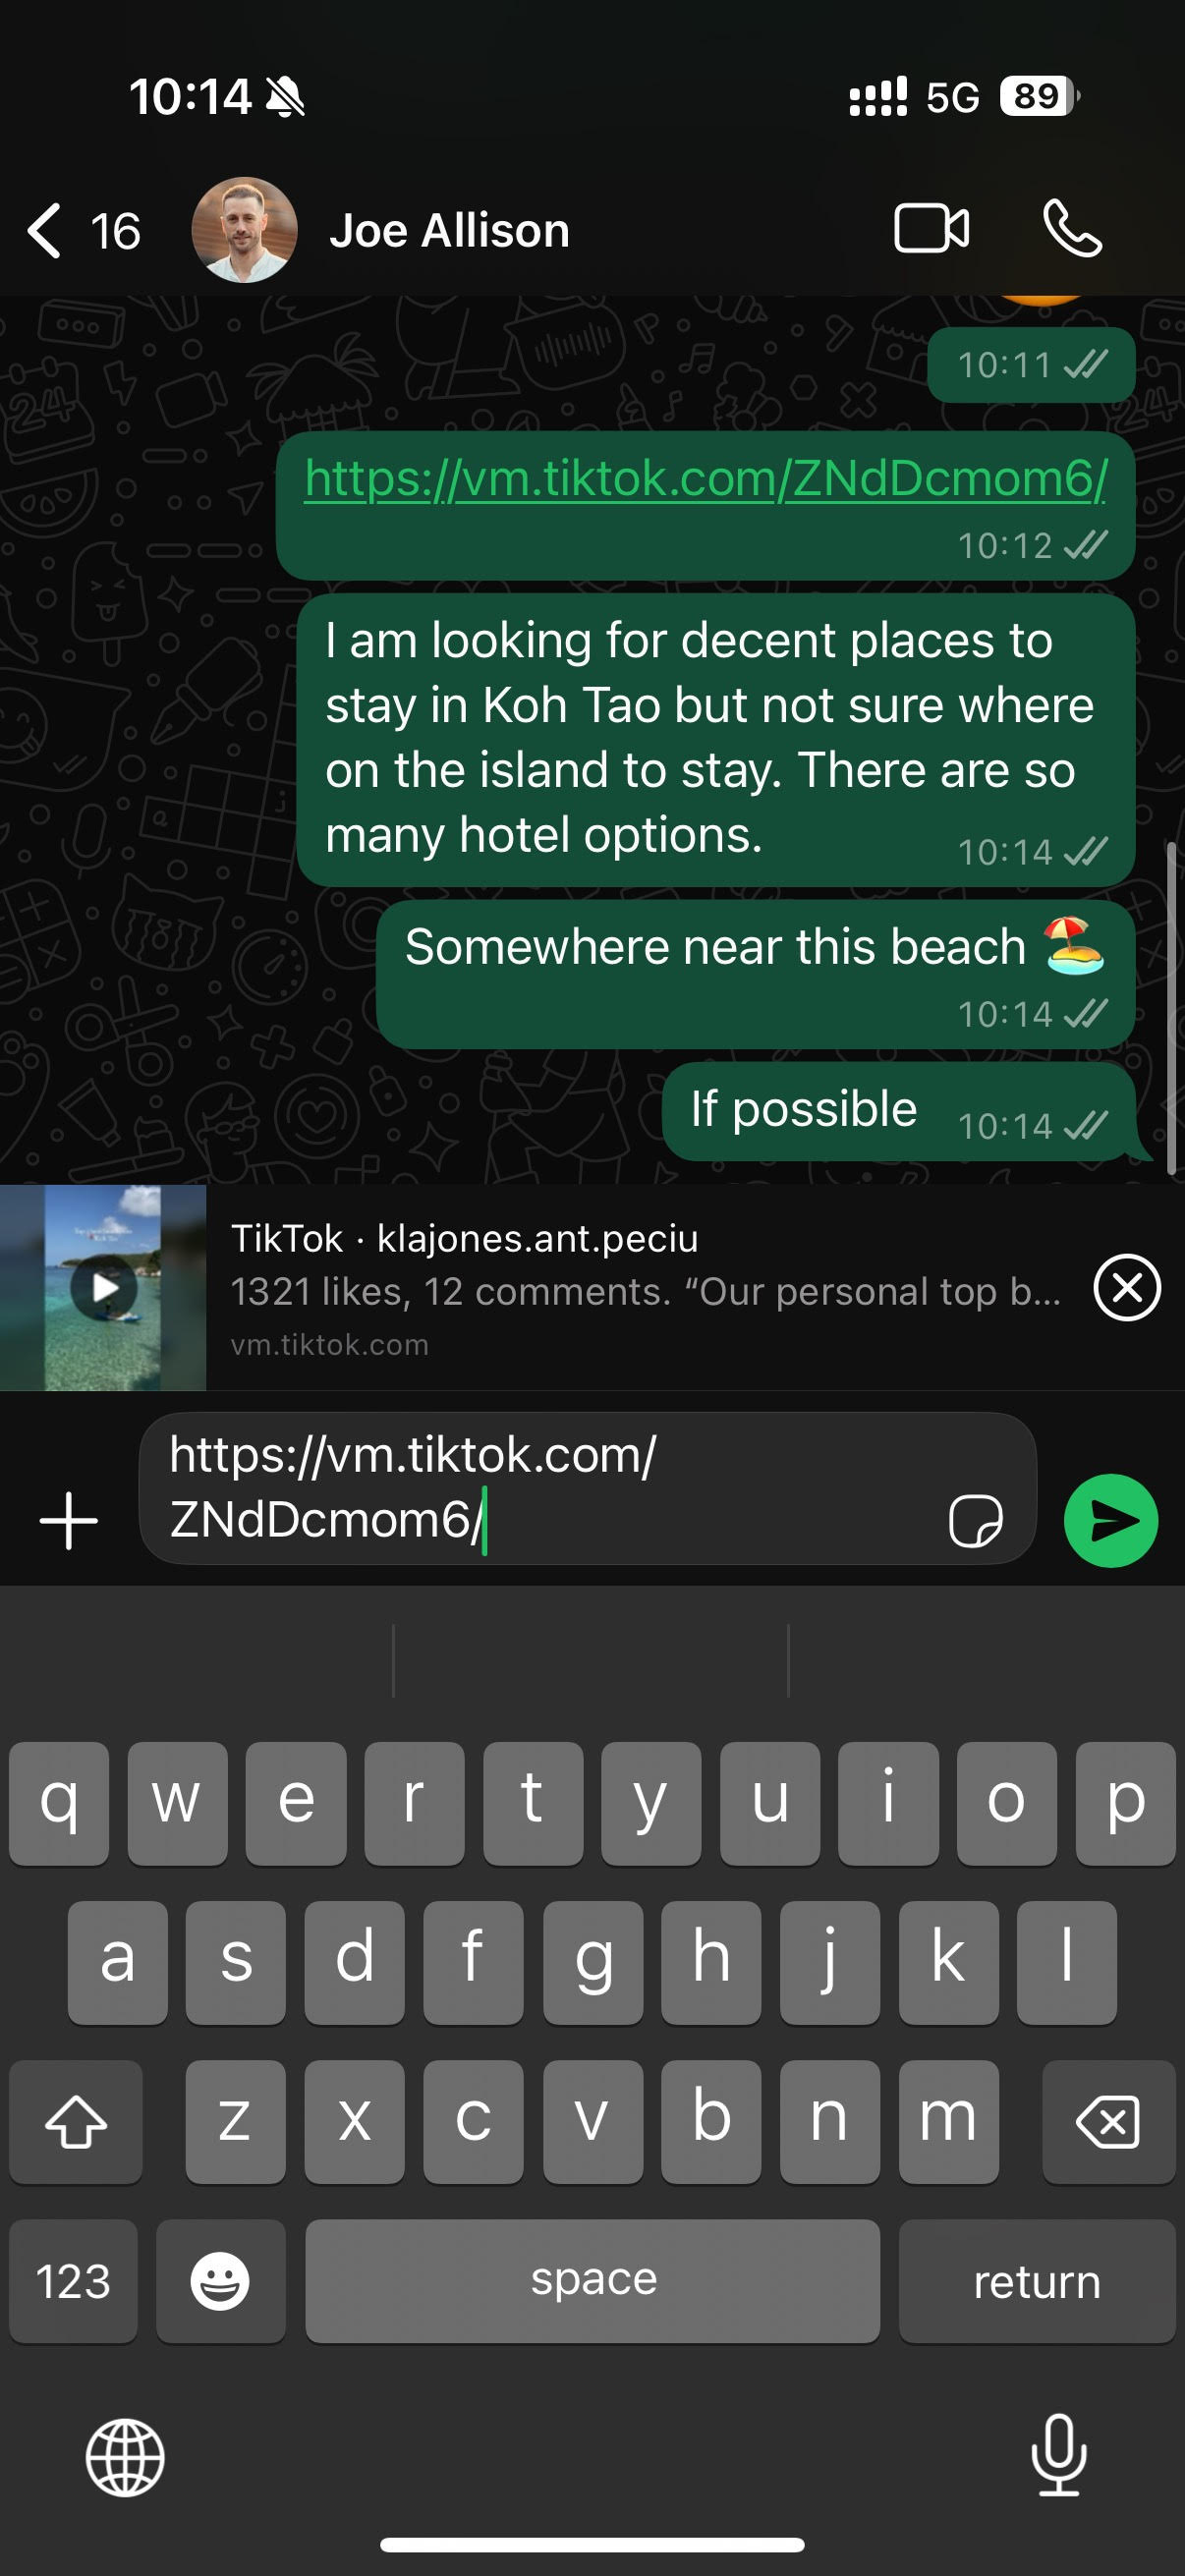 10:14
5G
89
16
Joe Allison
10:11
https://vm.tiktok.com/ZNdDcmom6/
10:12
I am looking for decent places to
stay in Koh Tao but not sure where
on the island to stay. There are so
many hotel options.
10:14
Somewhere near this beach 🏖️
10:14
If possible
10:14
TikTok · klajones.ant.peciu
1321 likes, 12 comments. “Our personal top b...
vm.tiktok.com
https://vm.tiktok.com/
ZNdDcmom6/
q w e r t y u i o p
a s d f g h j k l
z x c v b n m
123
space
return